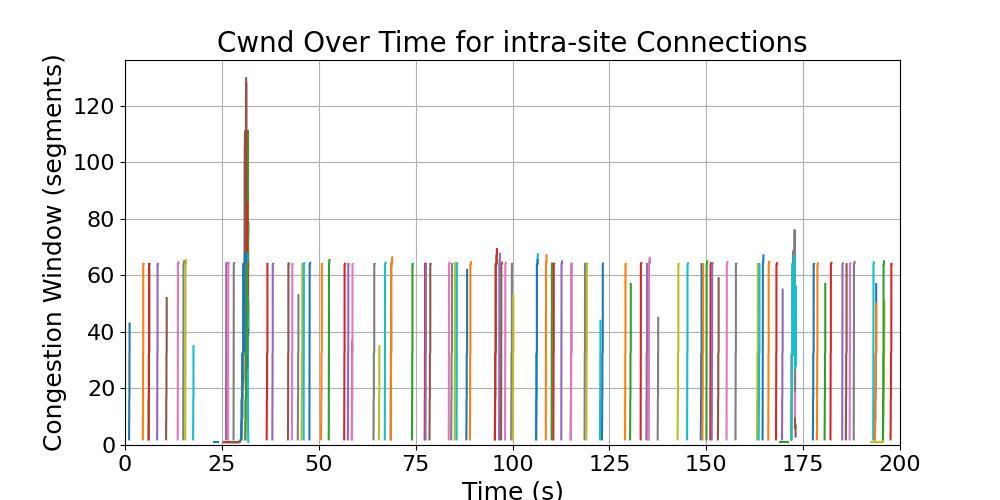 Cwnd Over Time for intra-site Connections
Congestion Window (segments)
120
100
80
60
40
20
0
0 25 50 75 100 125 150 175 200
Time (s)